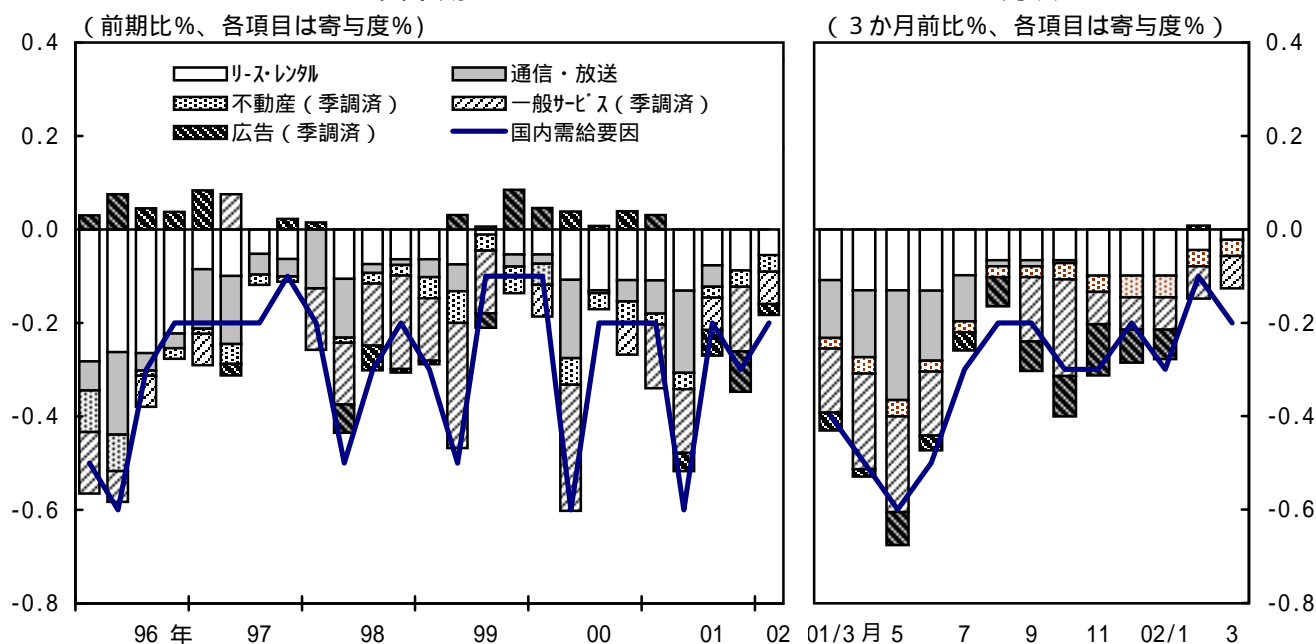 (前期比%、各項目は寄与度%)
(3か月前比%、各項目は寄与度%)
0.4
0.2
0.0
-0.2
-0.4
-0.6
-0.8
ﾘｰｽ・ﾚﾝﾀﾙ
通信・放送
不動産(季調済)
一般ｻｰﾋﾞｽ(季調済)
広告(季調済)
国内需給要因
0.4
0.2
0.0
-0.2
-0.4
-0.6
-0.8
96 年 97 98 99 00 01 02
01/3 月 5 7 9 11 02/1 3